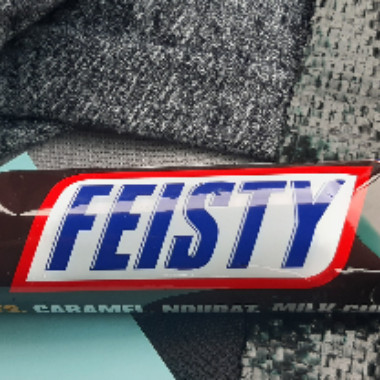 FEISTY
CARAMEL, NOUGAT, MILK